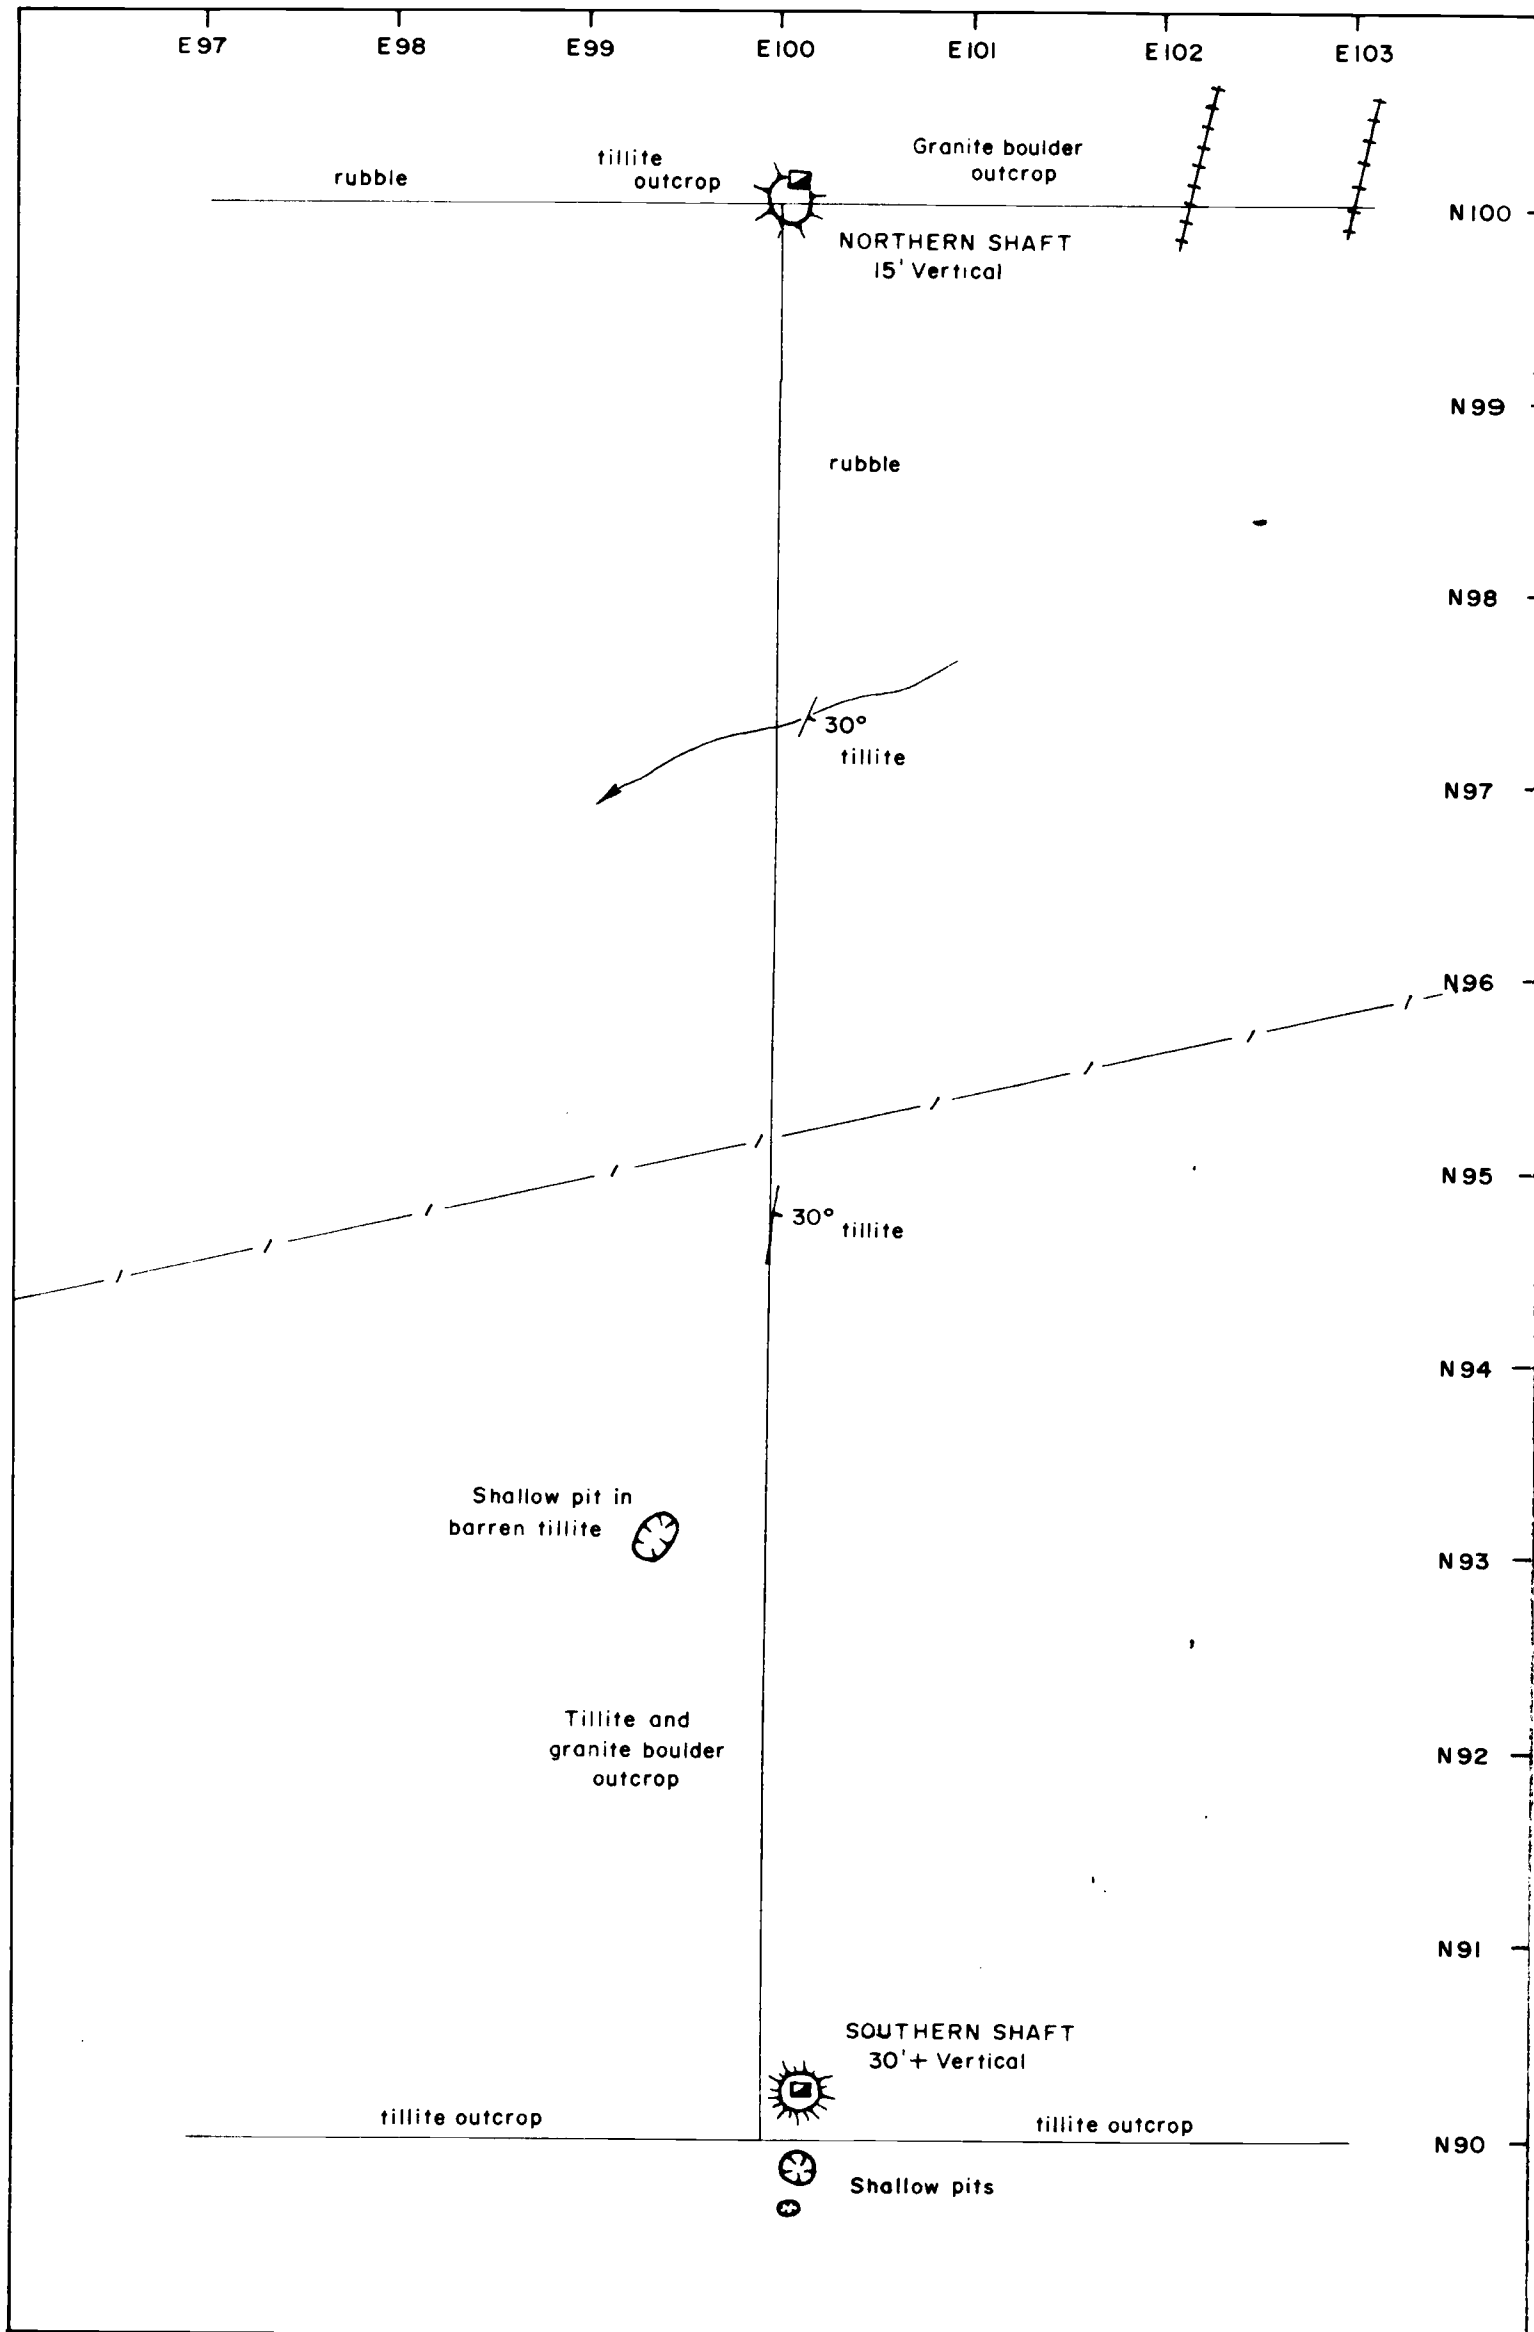 E97 E98 E99 E100 E101 E102 E103
tillite
outcrop
rubble
Granite boulder
outcrop
N100
NORTHERN SHAFT
15' Vertical
N99
rubble
N98
30°
tillite
N97
N96
N95
30°
tillite
N94
Shallow pit in
barren tillite
N93
Tillite and
granite boulder
outcrop
N92
N91
SOUTHERN SHAFT
30'+ Vertical
tillite outcrop
tillite outcrop
N90
Shallow pits